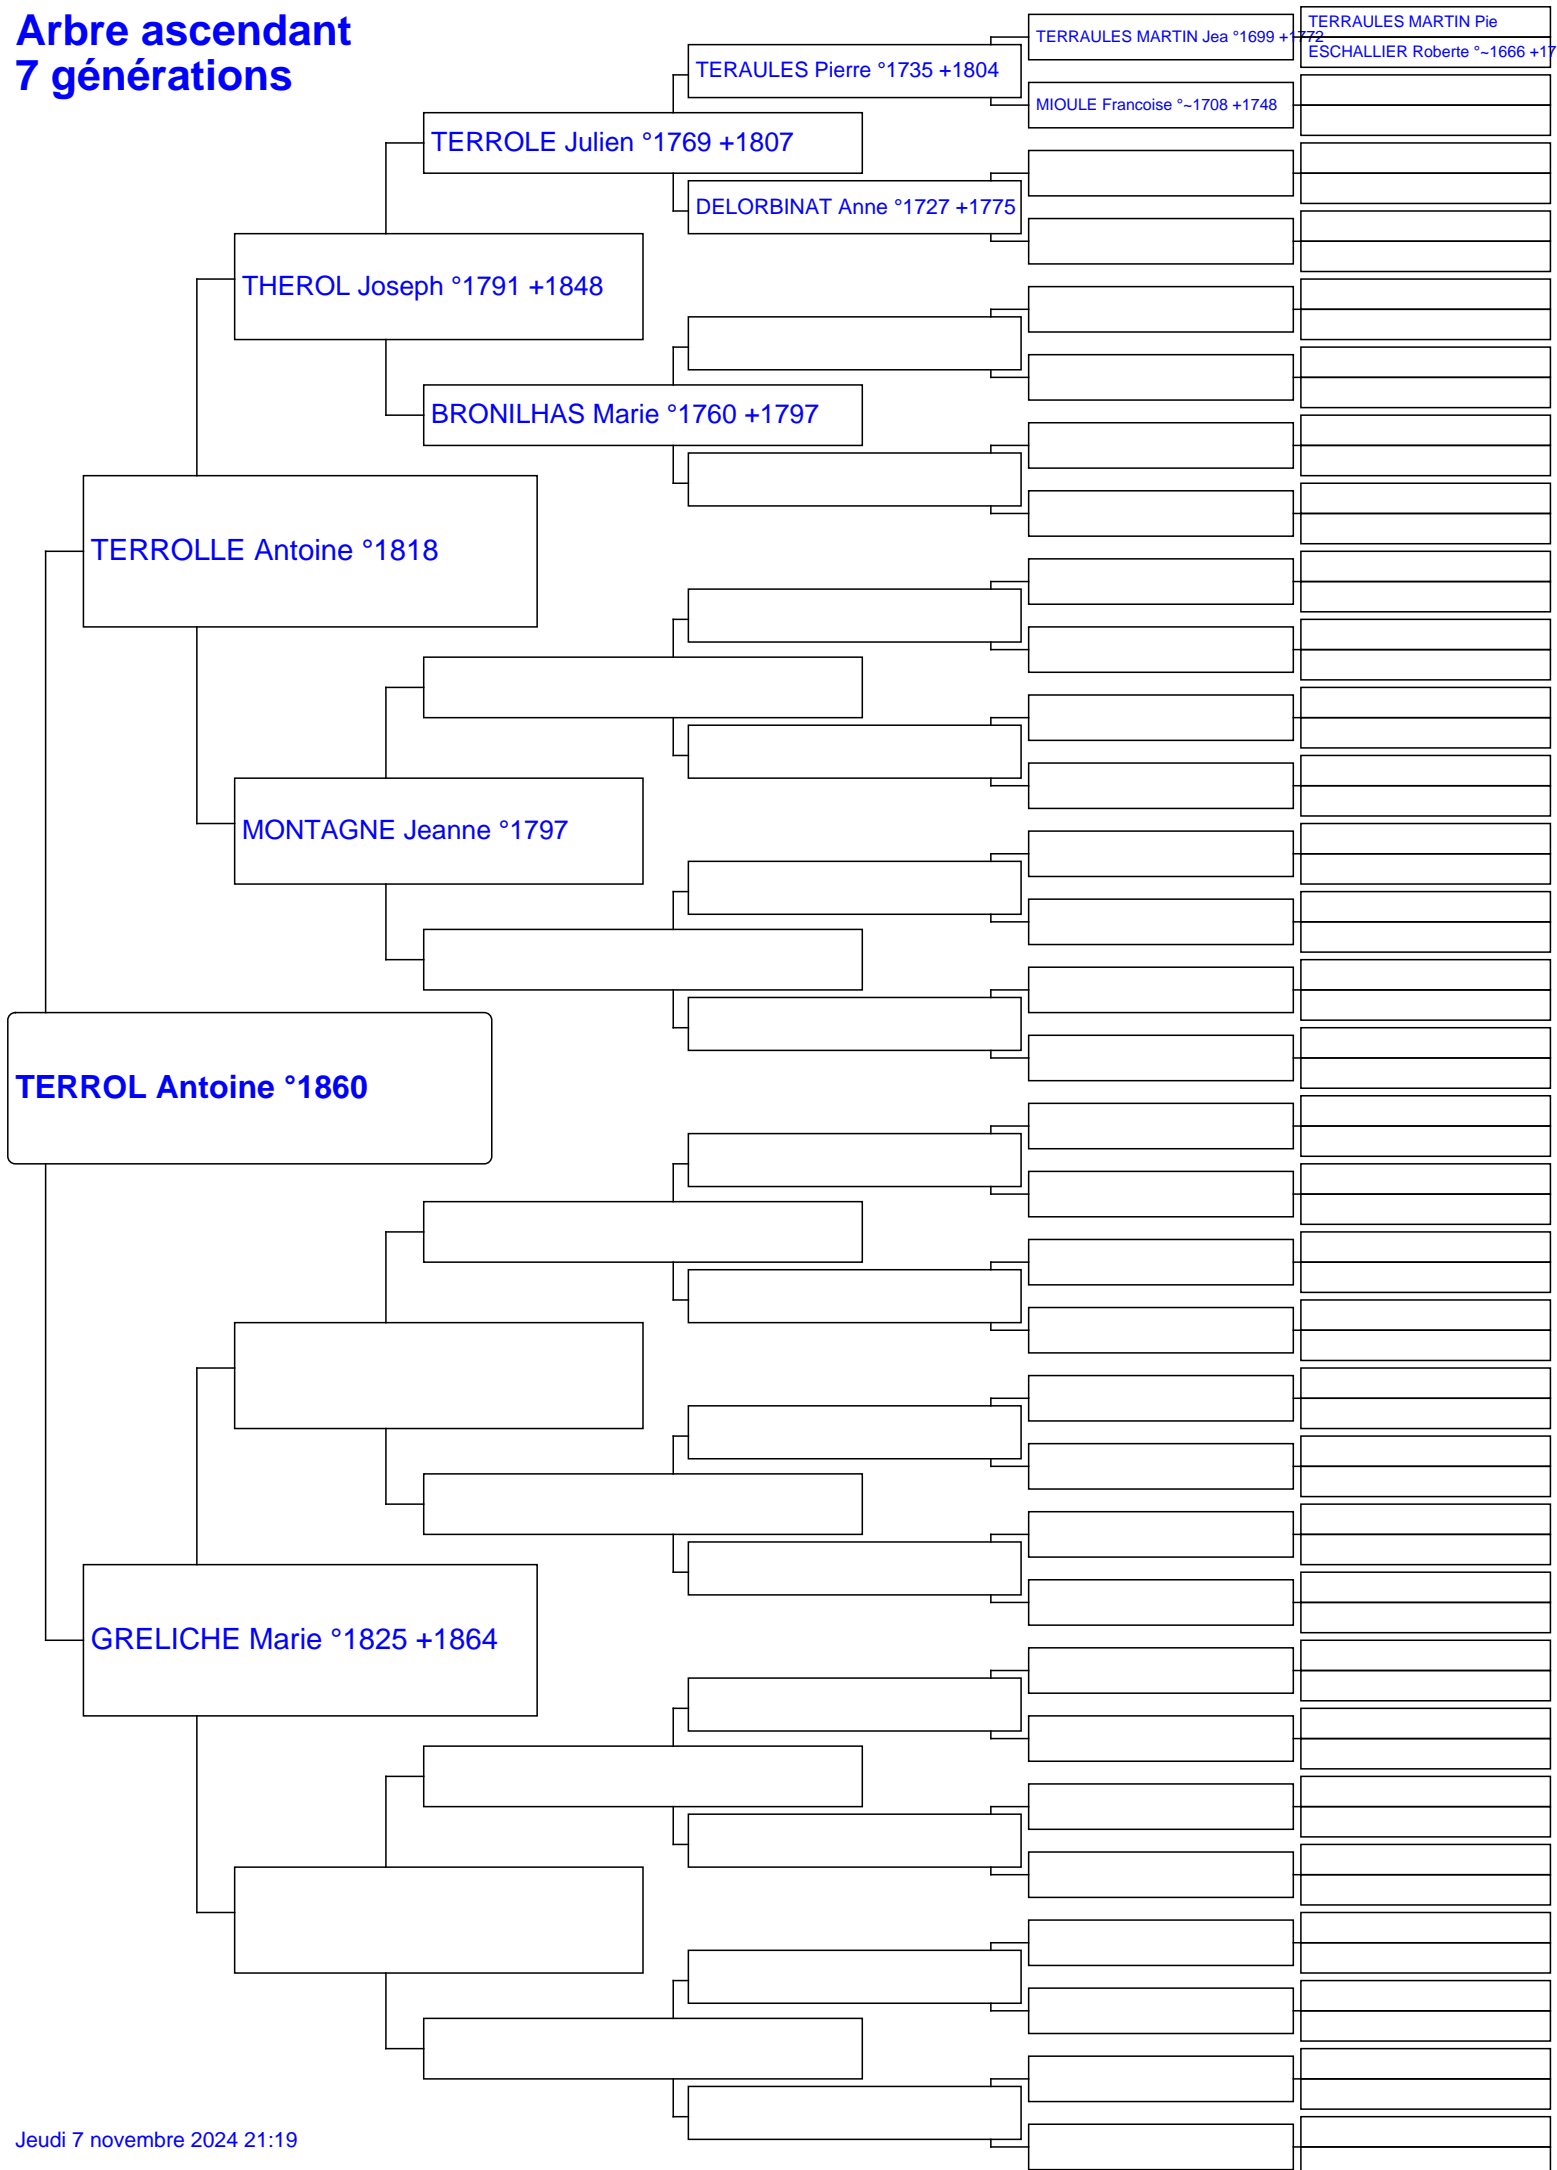 Arbre ascendant
7 générations
TERRAULES MARTIN Pie
TERRAULES MARTIN Jea °1699 +1772
ESCHALLIER Roberte °~1666 +17
TERAULES Pierre °1735 +1804
MIOULE Francoise °~1708 +1748
TERROLE Julien °1769 +1807
DELORBINAT Anne °1727 +1775
THEROL Joseph °1791 +1848
BRONILHAS Marie °1760 +1797
TERROLLE Antoine °1818
MONTAGNE Jeanne °1797
TERROL Antoine °1860
GRELICHE Marie °1825 +1864
Jeudi 7 novembre 2024 21:19